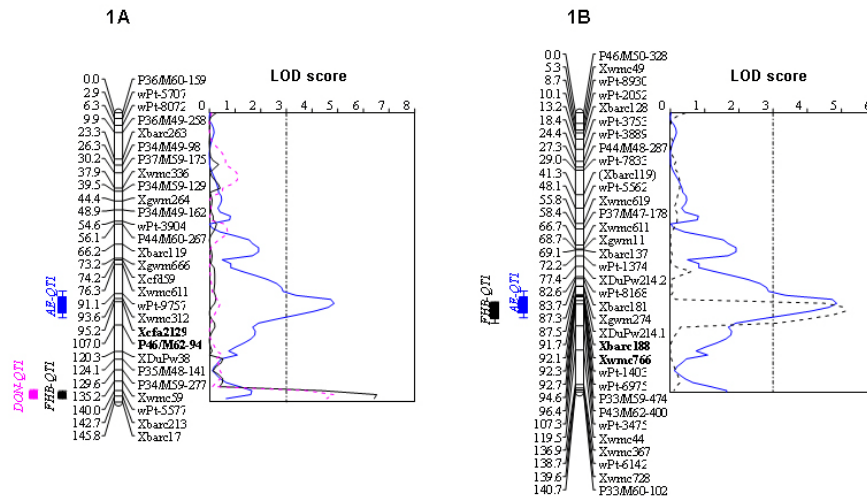 1A
LOD score
0 1 2 3 4 5 6 7 8
0.0 P36/M60-159
2.9 wPt-5707
6.3 wPt-8072
9.9 P36/M49-258
23.3 Xbarc263
26.3 P34/M49-98
30.2 P37/M59-175
37.9 Xwmc336
39.5 P34/M59-129
44.4 Xgwm264
48.9 P34/M49-162
54.6 wPt-3904
56.1 P44/M60-267
66.2 Xbarc119
73.2 Xgwm666
74.2 Xcfd59
76.3 Xwmc611
91.1 wPt-9757
93.6 Xwmc312
95.2 Xcfa2129
107.0 P46/M62-94
120.3 XDuPw38
124.1 P35/M48-141
129.6 P34/M59-277
135.2 Xwmc59
140.0 wPt-5577
142.7 Xbarc213
145.8 Xbarc17
AE-QTL
DON-QTL
FHB-QTL
1B
LOD score
0 1 2 3 4 5 6
0.0 P46/M50-328
5.3 Xwmc49
8.7 wPt-8930
10.1 wPt-2052
13.2 Xbarc128
18.4 wPt-3753
24.4 wPt-3889
27.3 P44/M48-287
29.0 wPt-7833
41.3 (Xbarc119)
48.1 wPt-5562
55.8 Xwmc619
58.4 P37/M47-178
66.7 Xwmc611
68.7 Xgwm11
69.1 Xbarc137
72.2 wPt-1374
77.4 XDuPw214.2
82.6 wPt-8168
83.7 Xbarc181
87.3 Xgwm274
87.5 XDuPw214.1
91.7 Xbarc188
92.1 Xwmc766
92.3 wPt-1403
92.7 wPt-6975
94.6 P33/M59-474
96.4 P43/M62-400
107.3 wPt-3475
119.5 Xwmc44
136.9 Xwmc367
138.7 wPt-6142
139.6 Xwmc728
140.7 P33/M60-102
FHB-QTL
AE-QTL